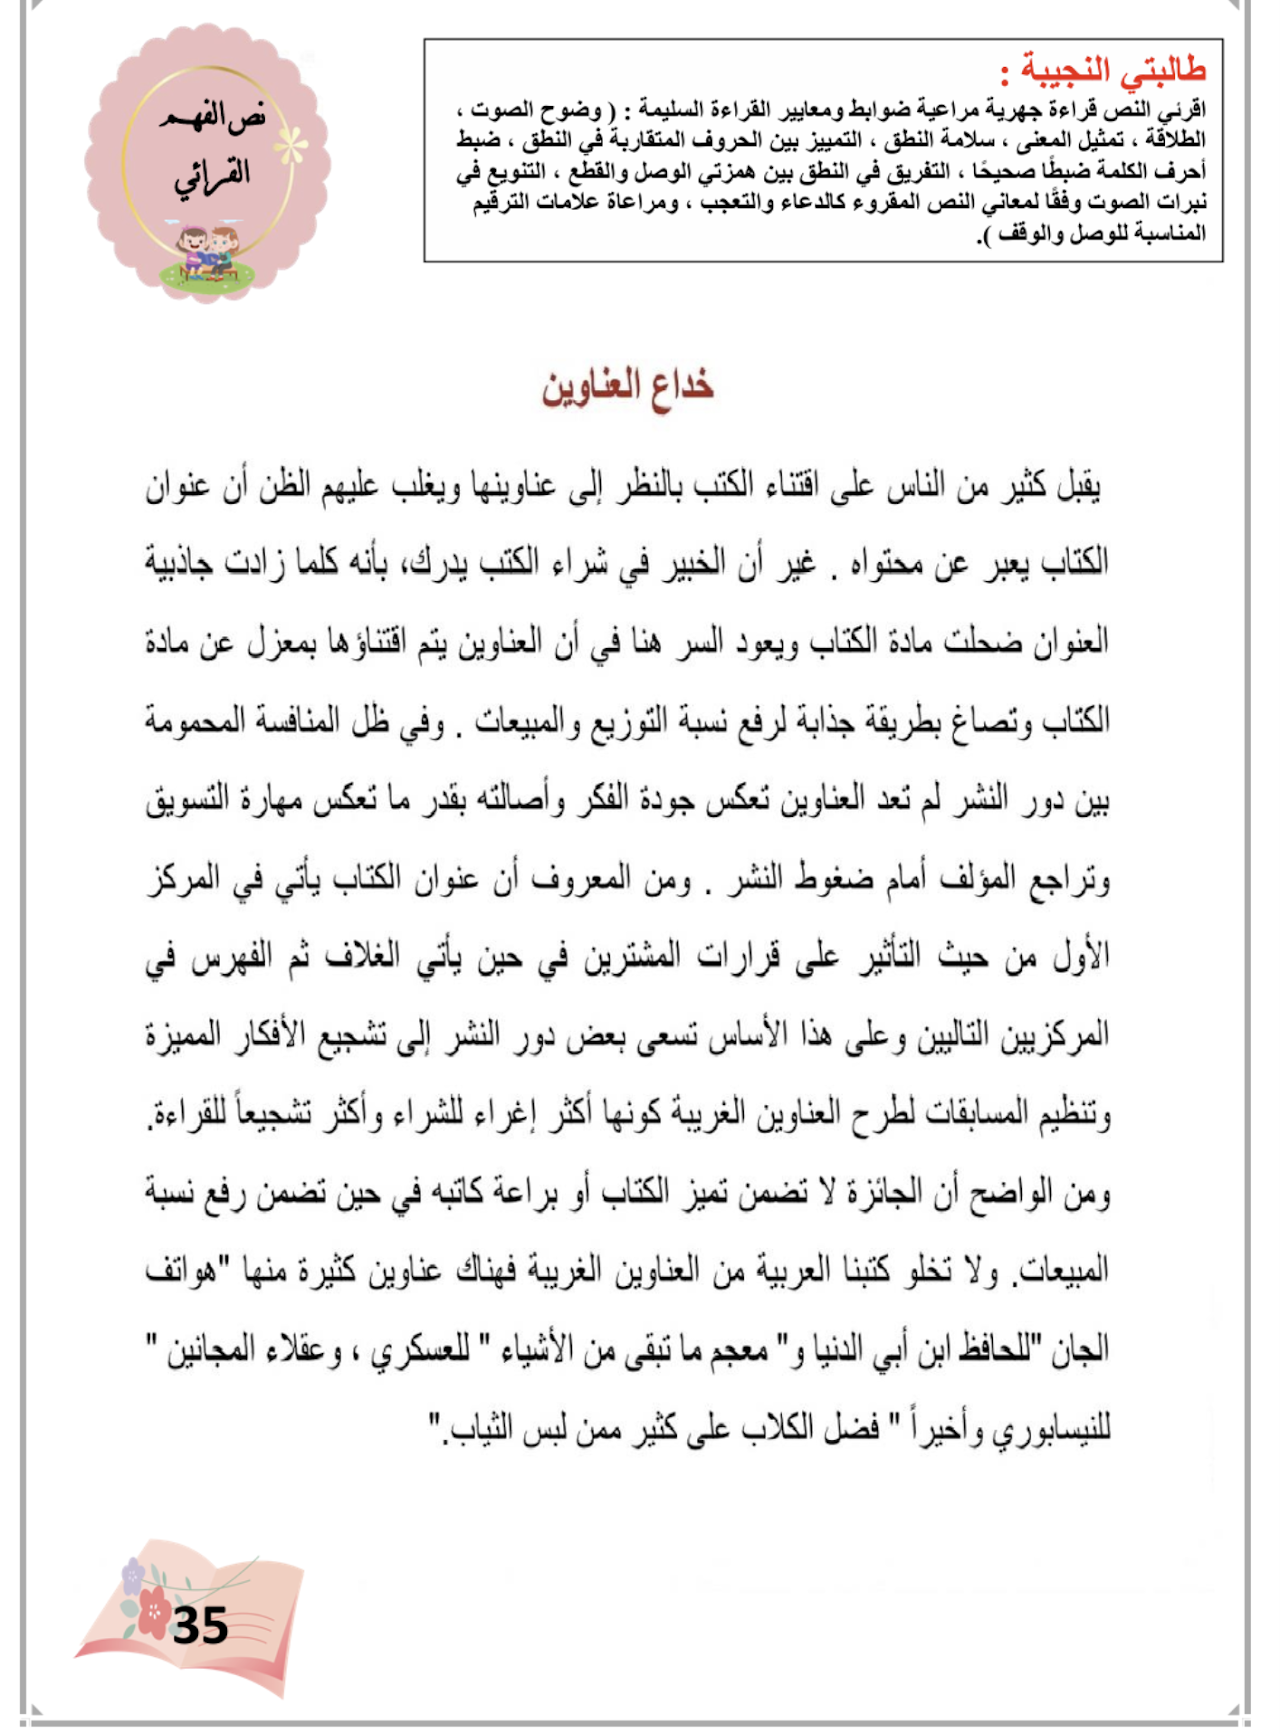 نص الفهم
القرائي
طالبتي النجيبة :
اقرئي النص قراءة جهرية مراعية ضوابط ومعايير القراءة السليمة : ( وضوح الصوت ،
الطلاقة ، تمثيل المعنى ، سلامة النطق ، التمييز بين الحروف المتقاربة في النطق ، ضبط
أحرف الكلمة ضبطًا صحيحًا ، التفريق في النطق بين همزتي الوصل والقطع ، التنويع في
نبرات الصوت وفقًا لمعاني النص المقروء كالدعاء والتعجب ، ومراعاة علامات الترقيم
المناسبة للوصل والوقف ).
خداع العناوين
يقبل كثير من الناس على اقتناء الكتب بالنظر إلى عناوينها ويغلب عليهم الظن أن عنوان
الكتاب يعبر عن محتواه . غير أن الخبير في شراء الكتب يدرك، بأنه كلما زادت جاذبية
العنوان ضحلت مادة الكتاب ويعود السر هنا في أن العناوين يتم اقتناؤها بمعزل عن مادة
الكتاب وتصاغ بطريقة جذابة لرفع نسبة التوزيع والمبيعات . وفي ظل المنافسة المحمومة
بين دور النشر لم تعد العناوين تعكس جودة الفكر وأصالته بقدر ما تعكس مهارة التسويق
وتراجع المؤلف أمام ضغوط النشر . ومن المعروف أن عنوان الكتاب يأتي في المركز
الأول من حيث التأثير على قرارات المشترين في حين يأتي الغلاف ثم الفهرس في
المركزيين التاليين وعلى هذا الأساس تسعى بعض دور النشر إلى تشجيع الأفكار المميزة
وتنظيم المسابقات لطرح العناوين الغريبة كونها أكثر إغراء للشراء وأكثر تشجيعاً للقراءة.
ومن الواضح أن الجائزة لا تضمن تميز الكتاب أو براعة كاتبه في حين تضمن رفع نسبة
المبيعات. ولا تخلو كتبنا العربية من العناوين الغريبة فهناك عناوين كثيرة منها "هواتف
الجان "للحافظ ابن أبي الدنيا و" معجم ما تبقى من الأشياء " للعسكري ، وعقلاء المجانين "
للنيسابوري وأخيراً " فضل الكلاب على كثير ممن لبس الثياب."
35